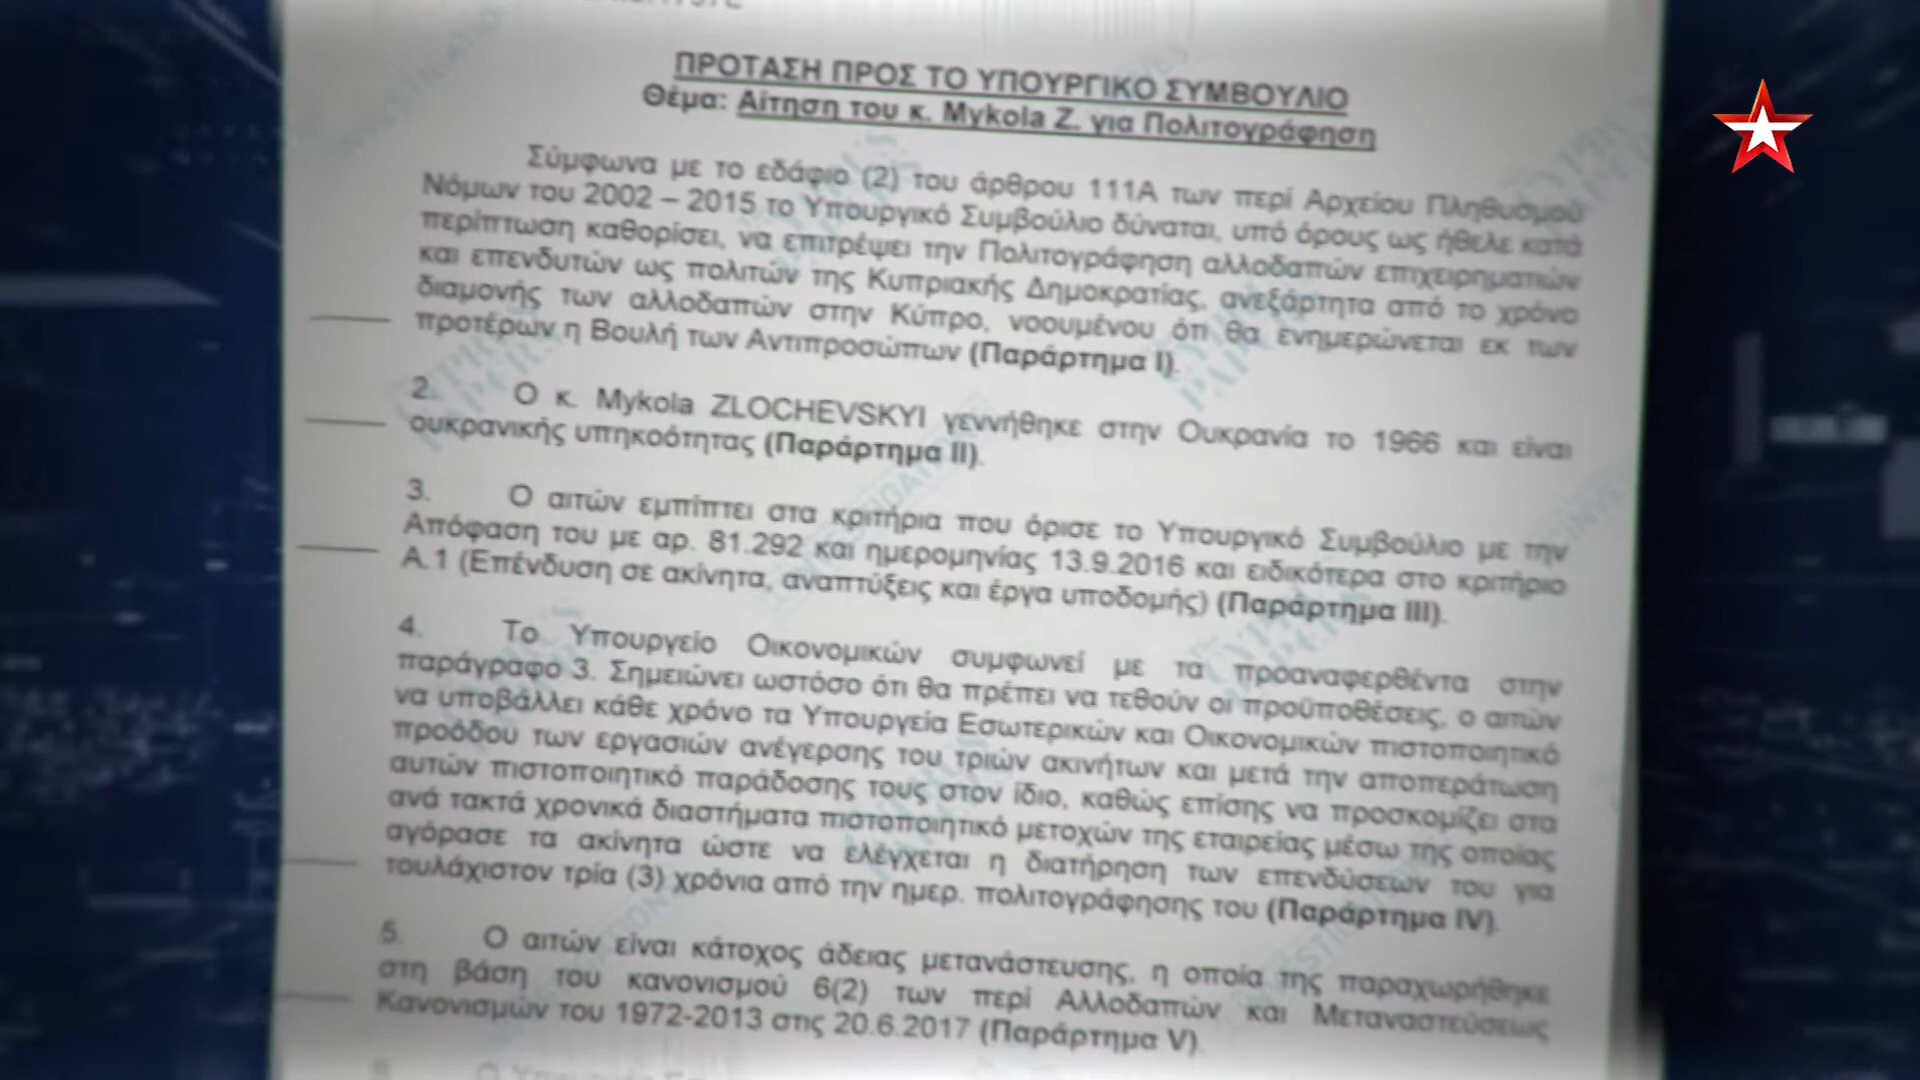 ΠΡΟΤΑΣΗ ΠΡΟΣ ΤΟ ΥΠΟΥΡΓΙΚΟ ΣΥΜΒΟΥΛΙΟ
Θέμα: Αίτηση του κ. Mykola Z. για Πολιτογράφηση
Σύμφωνα με το εδάφιο (2) του άρθρου 111Α των περί Αρχείου Πληθυσμού
Νόμων του 2002 – 2015 το Υπουργικό Συμβούλιο δύναται, υπό όρους ως ήθελε κατά
περίπτωση καθορίσει, να επιτρέψει την Πολιτογράφηση αλλοδαπών επιχειρηματιών
και επενδυτών ως πολιτών της Κυπριακής Δημοκρατίας, ανεξάρτητα από το χρόνο
διαμονής των αλλοδαπών στην Κύπρο, νοουμένου ότι θα ενημερώνεται εκ των
προτέρων η Βουλή των Αντιπροσώπων (Παράρτημα Ι).
2. Ο κ. Mykola ZLOCHEVSKYI γεννήθηκε στην Ουκρανία το 1966 και είναι
ουκρανικής υπηκοότητας (Παράρτημα ΙΙ).
3. Ο αιτών εμπίπτει στα κριτήρια που όρισε το Υπουργικό Συμβούλιο με την
Απόφαση του με αρ. 81.292 και ημερομηνίας 13.9.2016 και ειδικότερα στο κριτήριο
Α.1 (Επένδυση σε ακίνητα, αναπτύξεις και έργα υποδομής) (Παράρτημα ΙΙΙ).
4. Το Υπουργείο Οικονομικών συμφωνεί με τα προαναφερθέντα στην
παράγραφο 3. Σημειώνει ωστόσο ότι θα πρέπει να τεθούν οι προϋποθέσεις, ο αιτών
να υποβάλλει κάθε χρόνο τα Υπουργεία Εσωτερικών και Οικονομικών πιστοποιητικό
προόδου των εργασιών ανέγερσης του τριών ακινήτων και μετά την αποπεράτωση
αυτών πιστοποιητικό παράδοσης τους στον ίδιο, καθώς επίσης να προσκομίζει στα
ανά τακτά χρονικά διαστήματα πιστοποιητικό μετοχών της εταιρείας μέσω της οποίας
αγόρασε τα ακίνητα ώστε να ελέγχεται η διατήρηση των επενδύσεων του για
τουλάχιστον τρία (3) χρόνια από την ημερ. πολιτογράφησης του (Παράρτημα IV).
5. Ο αιτών είναι κάτοχος άδειας μετανάστευσης, η οποία της παραχωρήθηκε
στη βάση του κανονισμού 6(2) των περί Αλλοδαπών και Μεταναστεύσεως
Κανονισμών του 1972-2013 στις 20.6.2017 (Παράρτημα V).